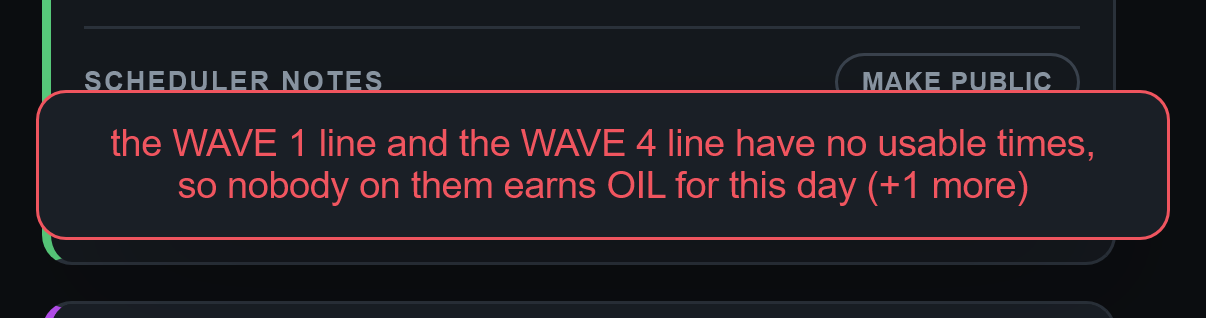 SCHEDULER NOTES
MAKE PUBLIC
the WAVE 1 line and the WAVE 4 line have no usable times,
so nobody on them earns OIL for this day (+1 more)